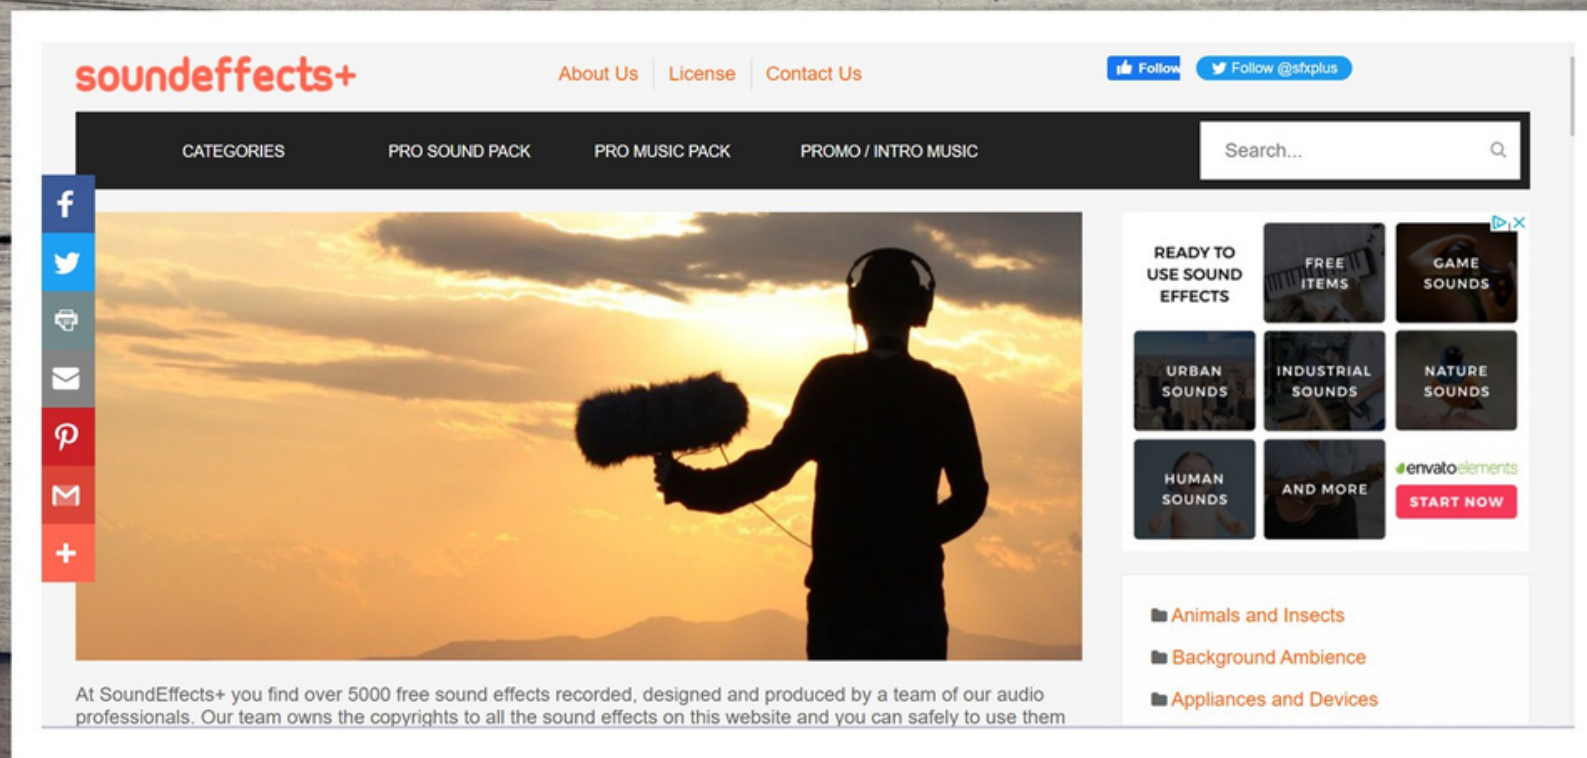 soundeffects+
About Us
License
Contact Us
Follow
Follow @sfxplus
CATEGORIES
PRO SOUND PACK
PRO MUSIC PACK
PROMO / INTRO MUSIC
Search...
READY TO
USE SOUND
EFFECTS
FREE
ITEMS
GAME
SOUNDS
URBAN
SOUNDS
INDUSTRIAL
SOUNDS
NATURE
SOUNDS
HUMAN
SOUNDS
AND MORE
envatoelements
START NOW
Animals and Insects
Background Ambience
Appliances and Devices
At SoundEffects+ you find over 5000 free sound effects recorded, designed and produced by a team of our audio
professionals. Our team owns the copyrights to all the sound effects on this website and you can safely to use them